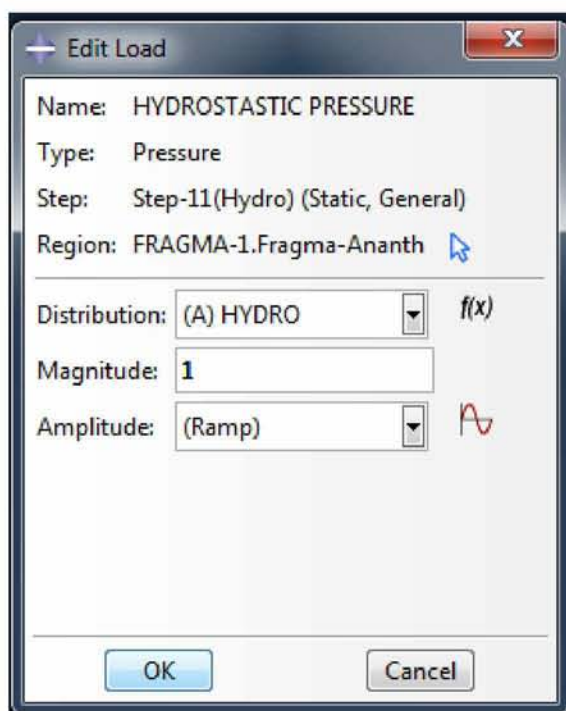 Edit Load
Name: HYDROSTASTIC PRESSURE
Type: Pressure
Step: Step-11(Hydro) (Static, General)
Region: FRAGMA-1.Fragma-Ananth
Distribution: (A) HYDRO f(x)
Magnitude: 1
Amplitude: (Ramp)
OK Cancel